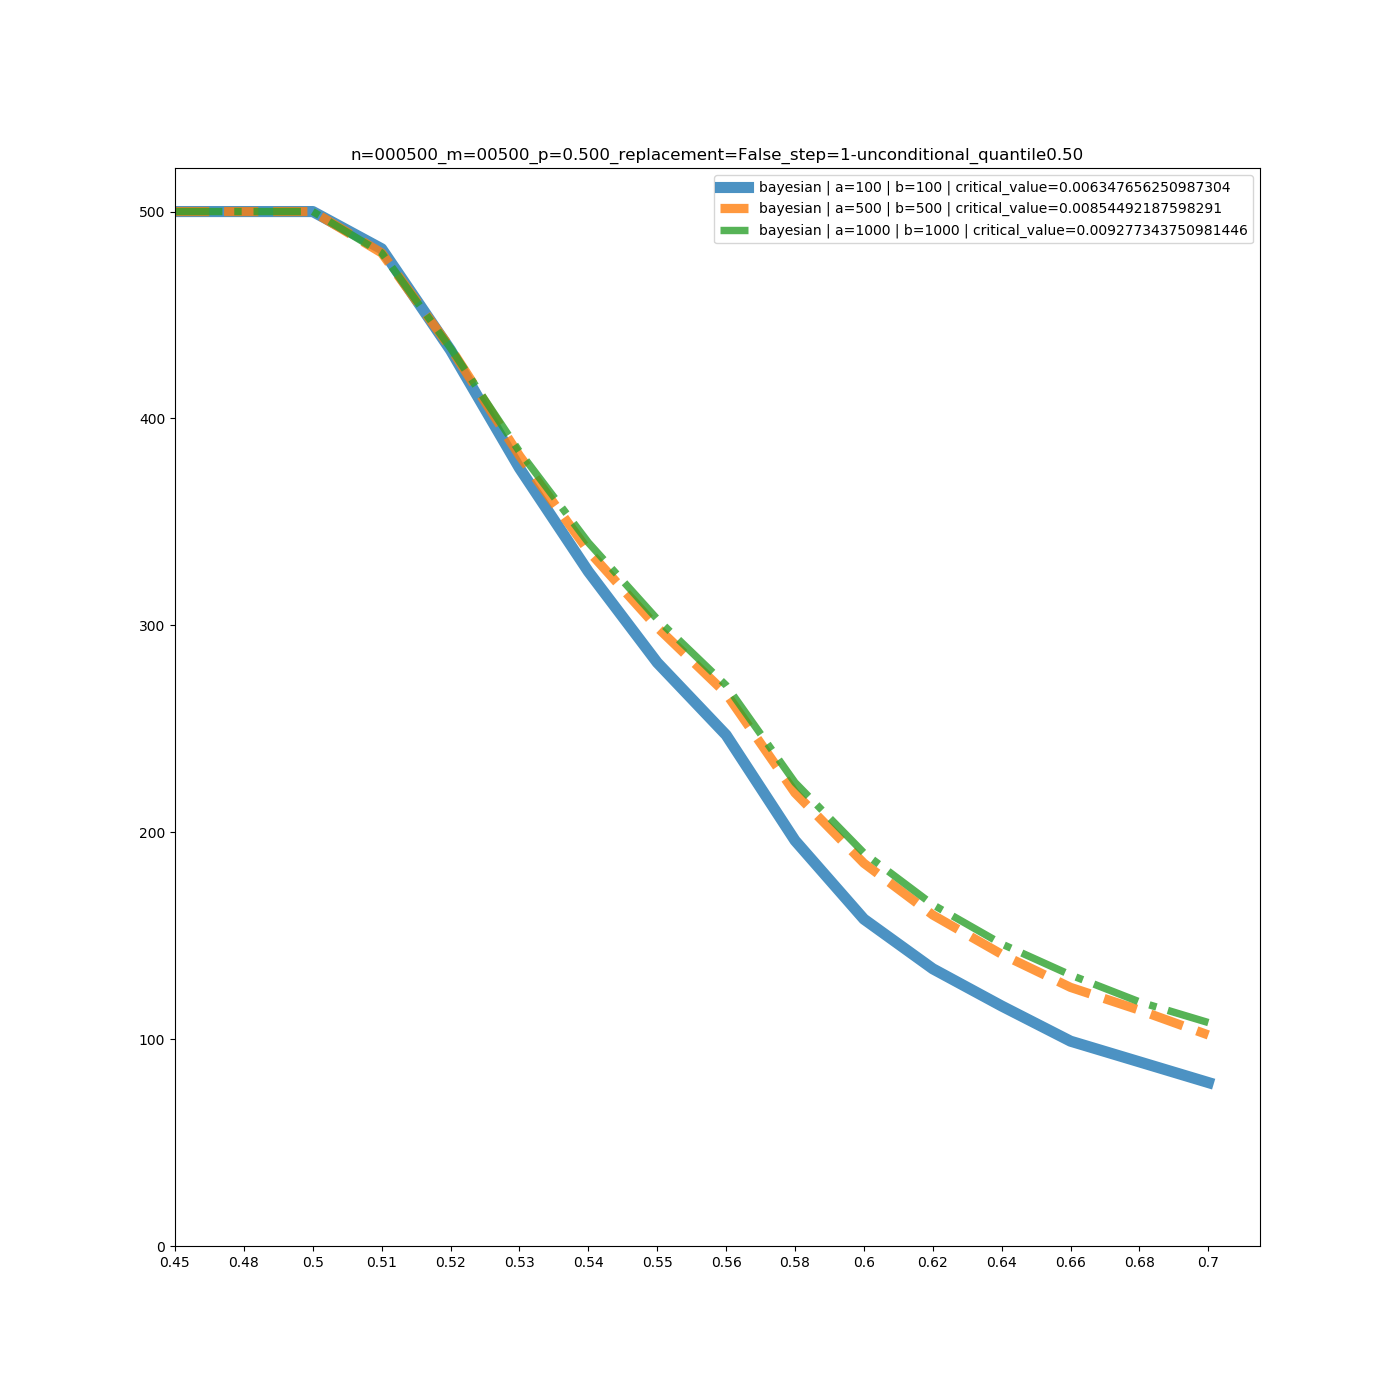 n=000500_m=00500_p=0.500_replacement=False_step=1-unconditional_quantile0.50
bayesian | a=100 | b=100 | critical_value=0.006347656250987304
bayesian | a=500 | b=500 | critical_value=0.00854492187598291
bayesian | a=1000 | b=1000 | critical_value=0.009277343750981446
500
400
300
200
100
0
0.45 0.48 0.5 0.51 0.52 0.53 0.54 0.55 0.56 0.58 0.6 0.62 0.64 0.66 0.68 0.7